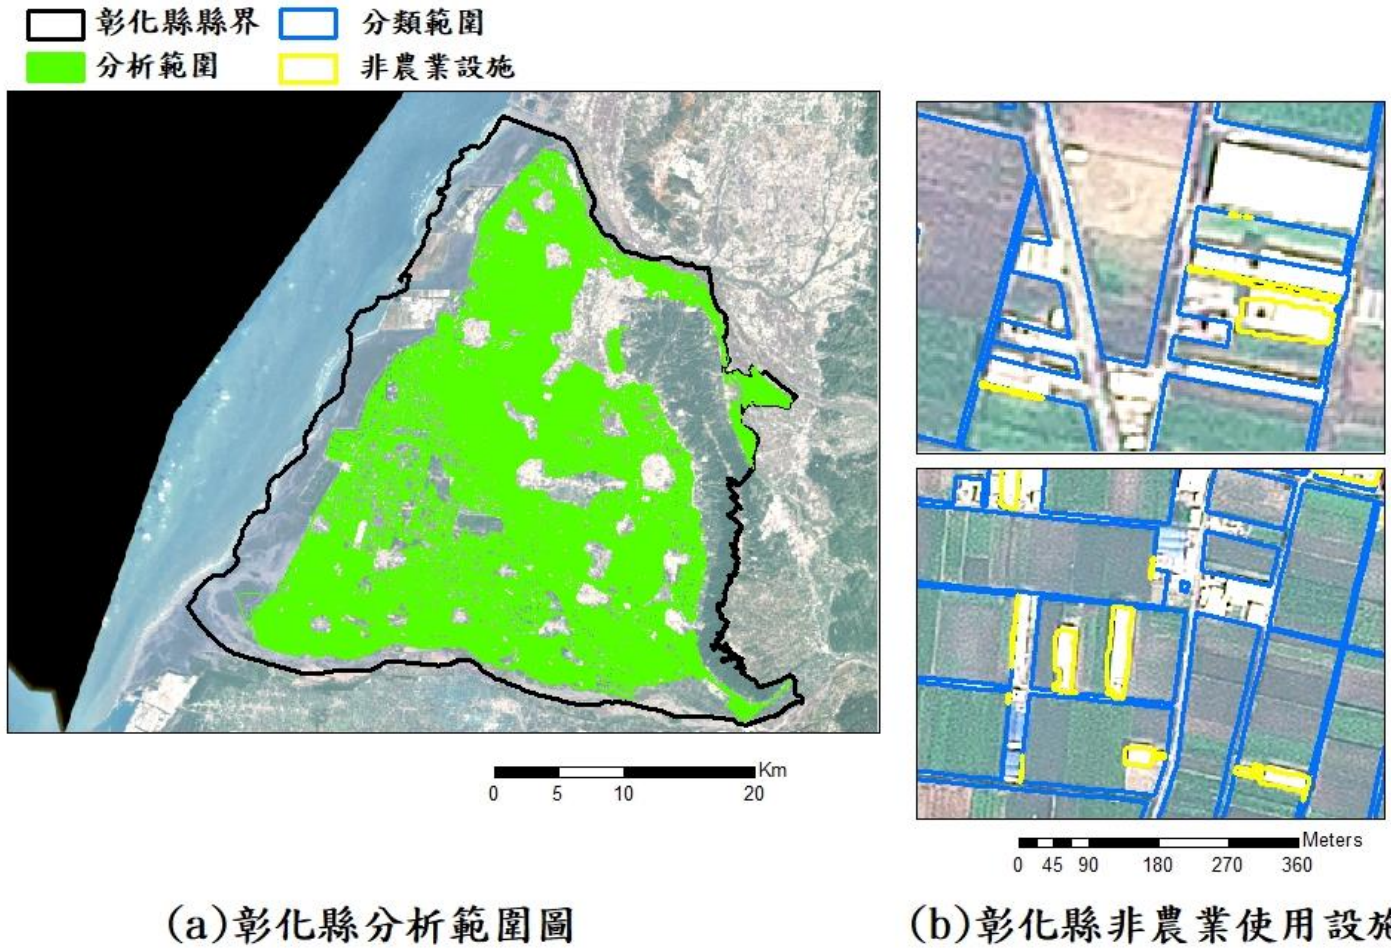 彰化縣縣界 分類範圍
分析範圍 非農業設施
Km
0 5 10 20
Meters
0 45 90 180 270 360
(a)彰化縣分析範圍圖
(b)彰化縣非農業使用設施